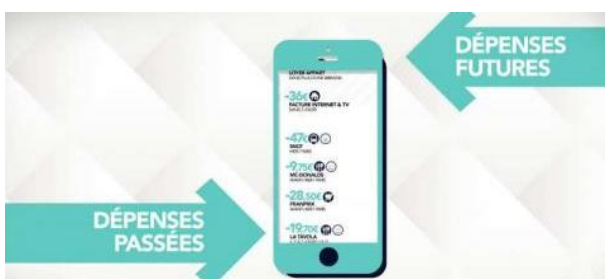 DÉPENSES
FUTURES
LOYER APPART
-36€
FACTURE INTERNET & TV
-47€
SNCF
-9,75€
MC DONALDS
-28,50€
FRANPRIX
-19,70€
LA TAVOLA
DÉPENSES
PASSÉES